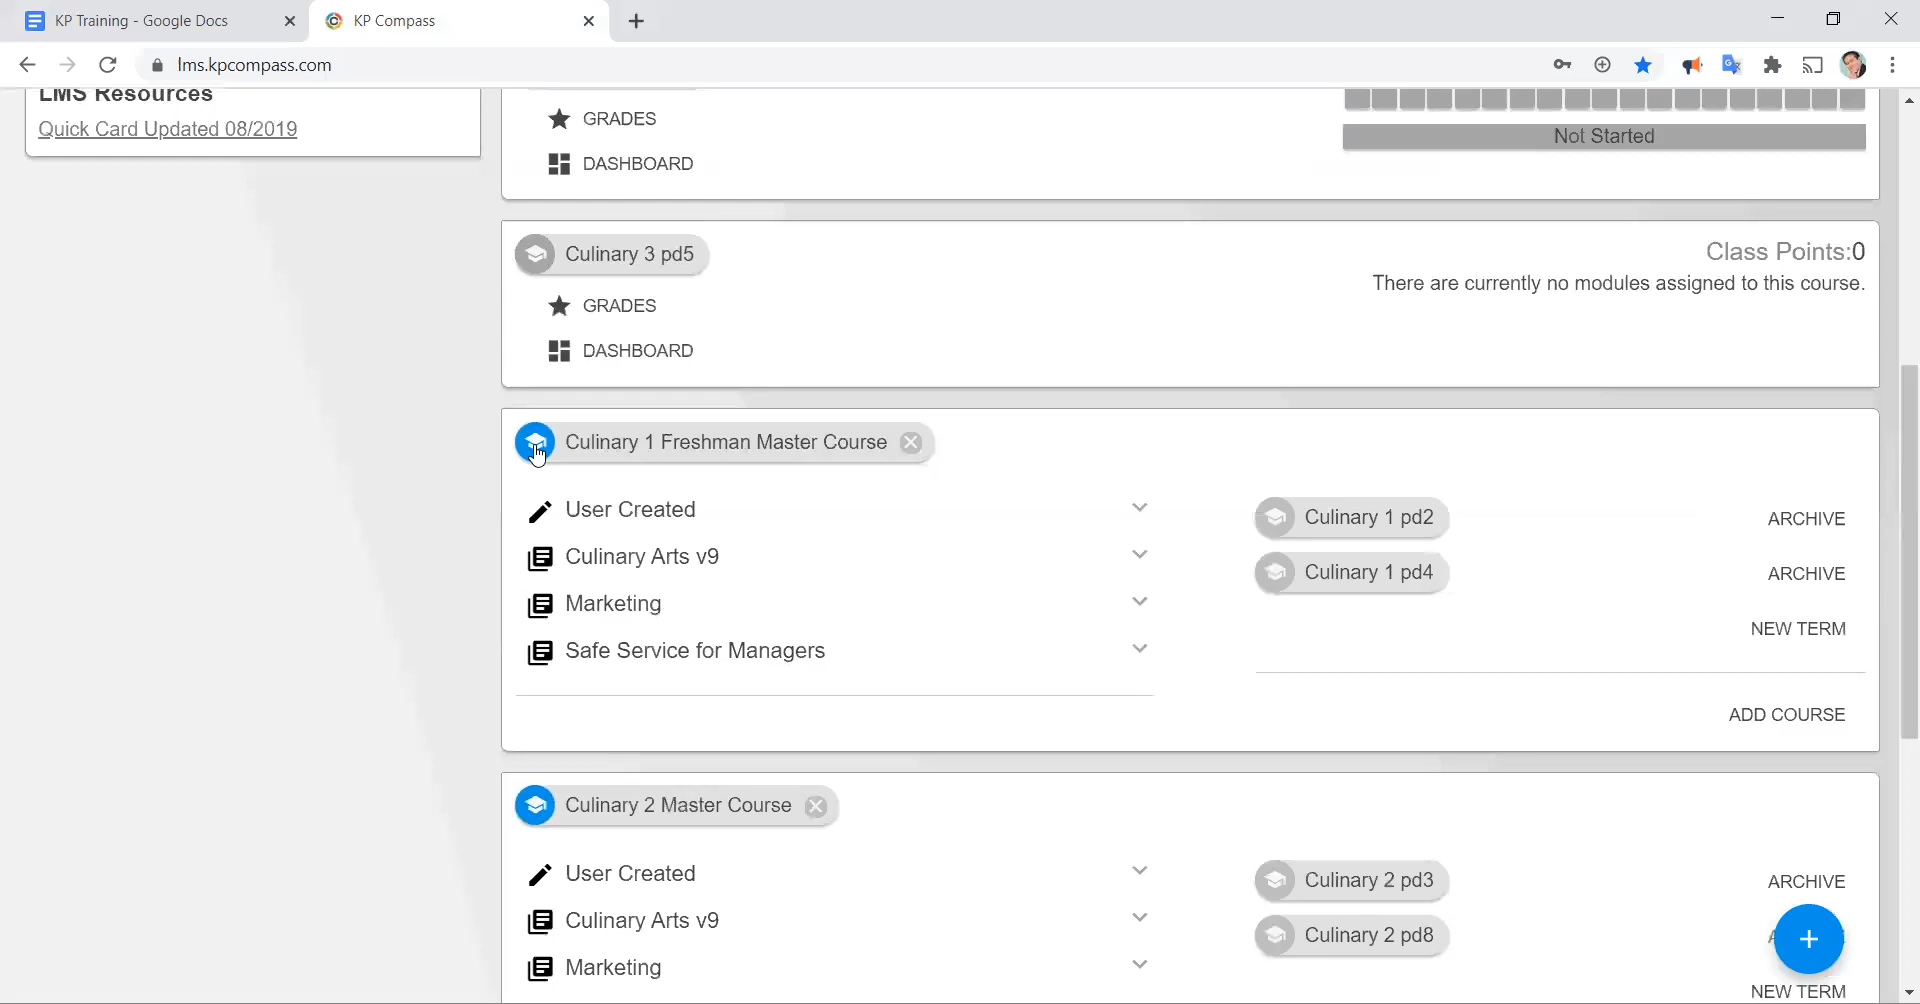 KP Training - Google Docs
KP Compass
lms.kpcompass.com
LMS Resources
Quick Card Updated 08/2019
GRADES
DASHBOARD
Not Started
Culinary 3 pd5
Class Points:0
There are currently no modules assigned to this course.
GRADES
DASHBOARD
Culinary 1 Freshman Master Course
User Created
Culinary Arts v9
Marketing
Safe Service for Managers
Culinary 1 pd2
ARCHIVE
Culinary 1 pd4
ARCHIVE
NEW TERM
ADD COURSE
Culinary 2 Master Course
User Created
Culinary Arts v9
Marketing
Culinary 2 pd3
ARCHIVE
Culinary 2 pd8
NEW TERM